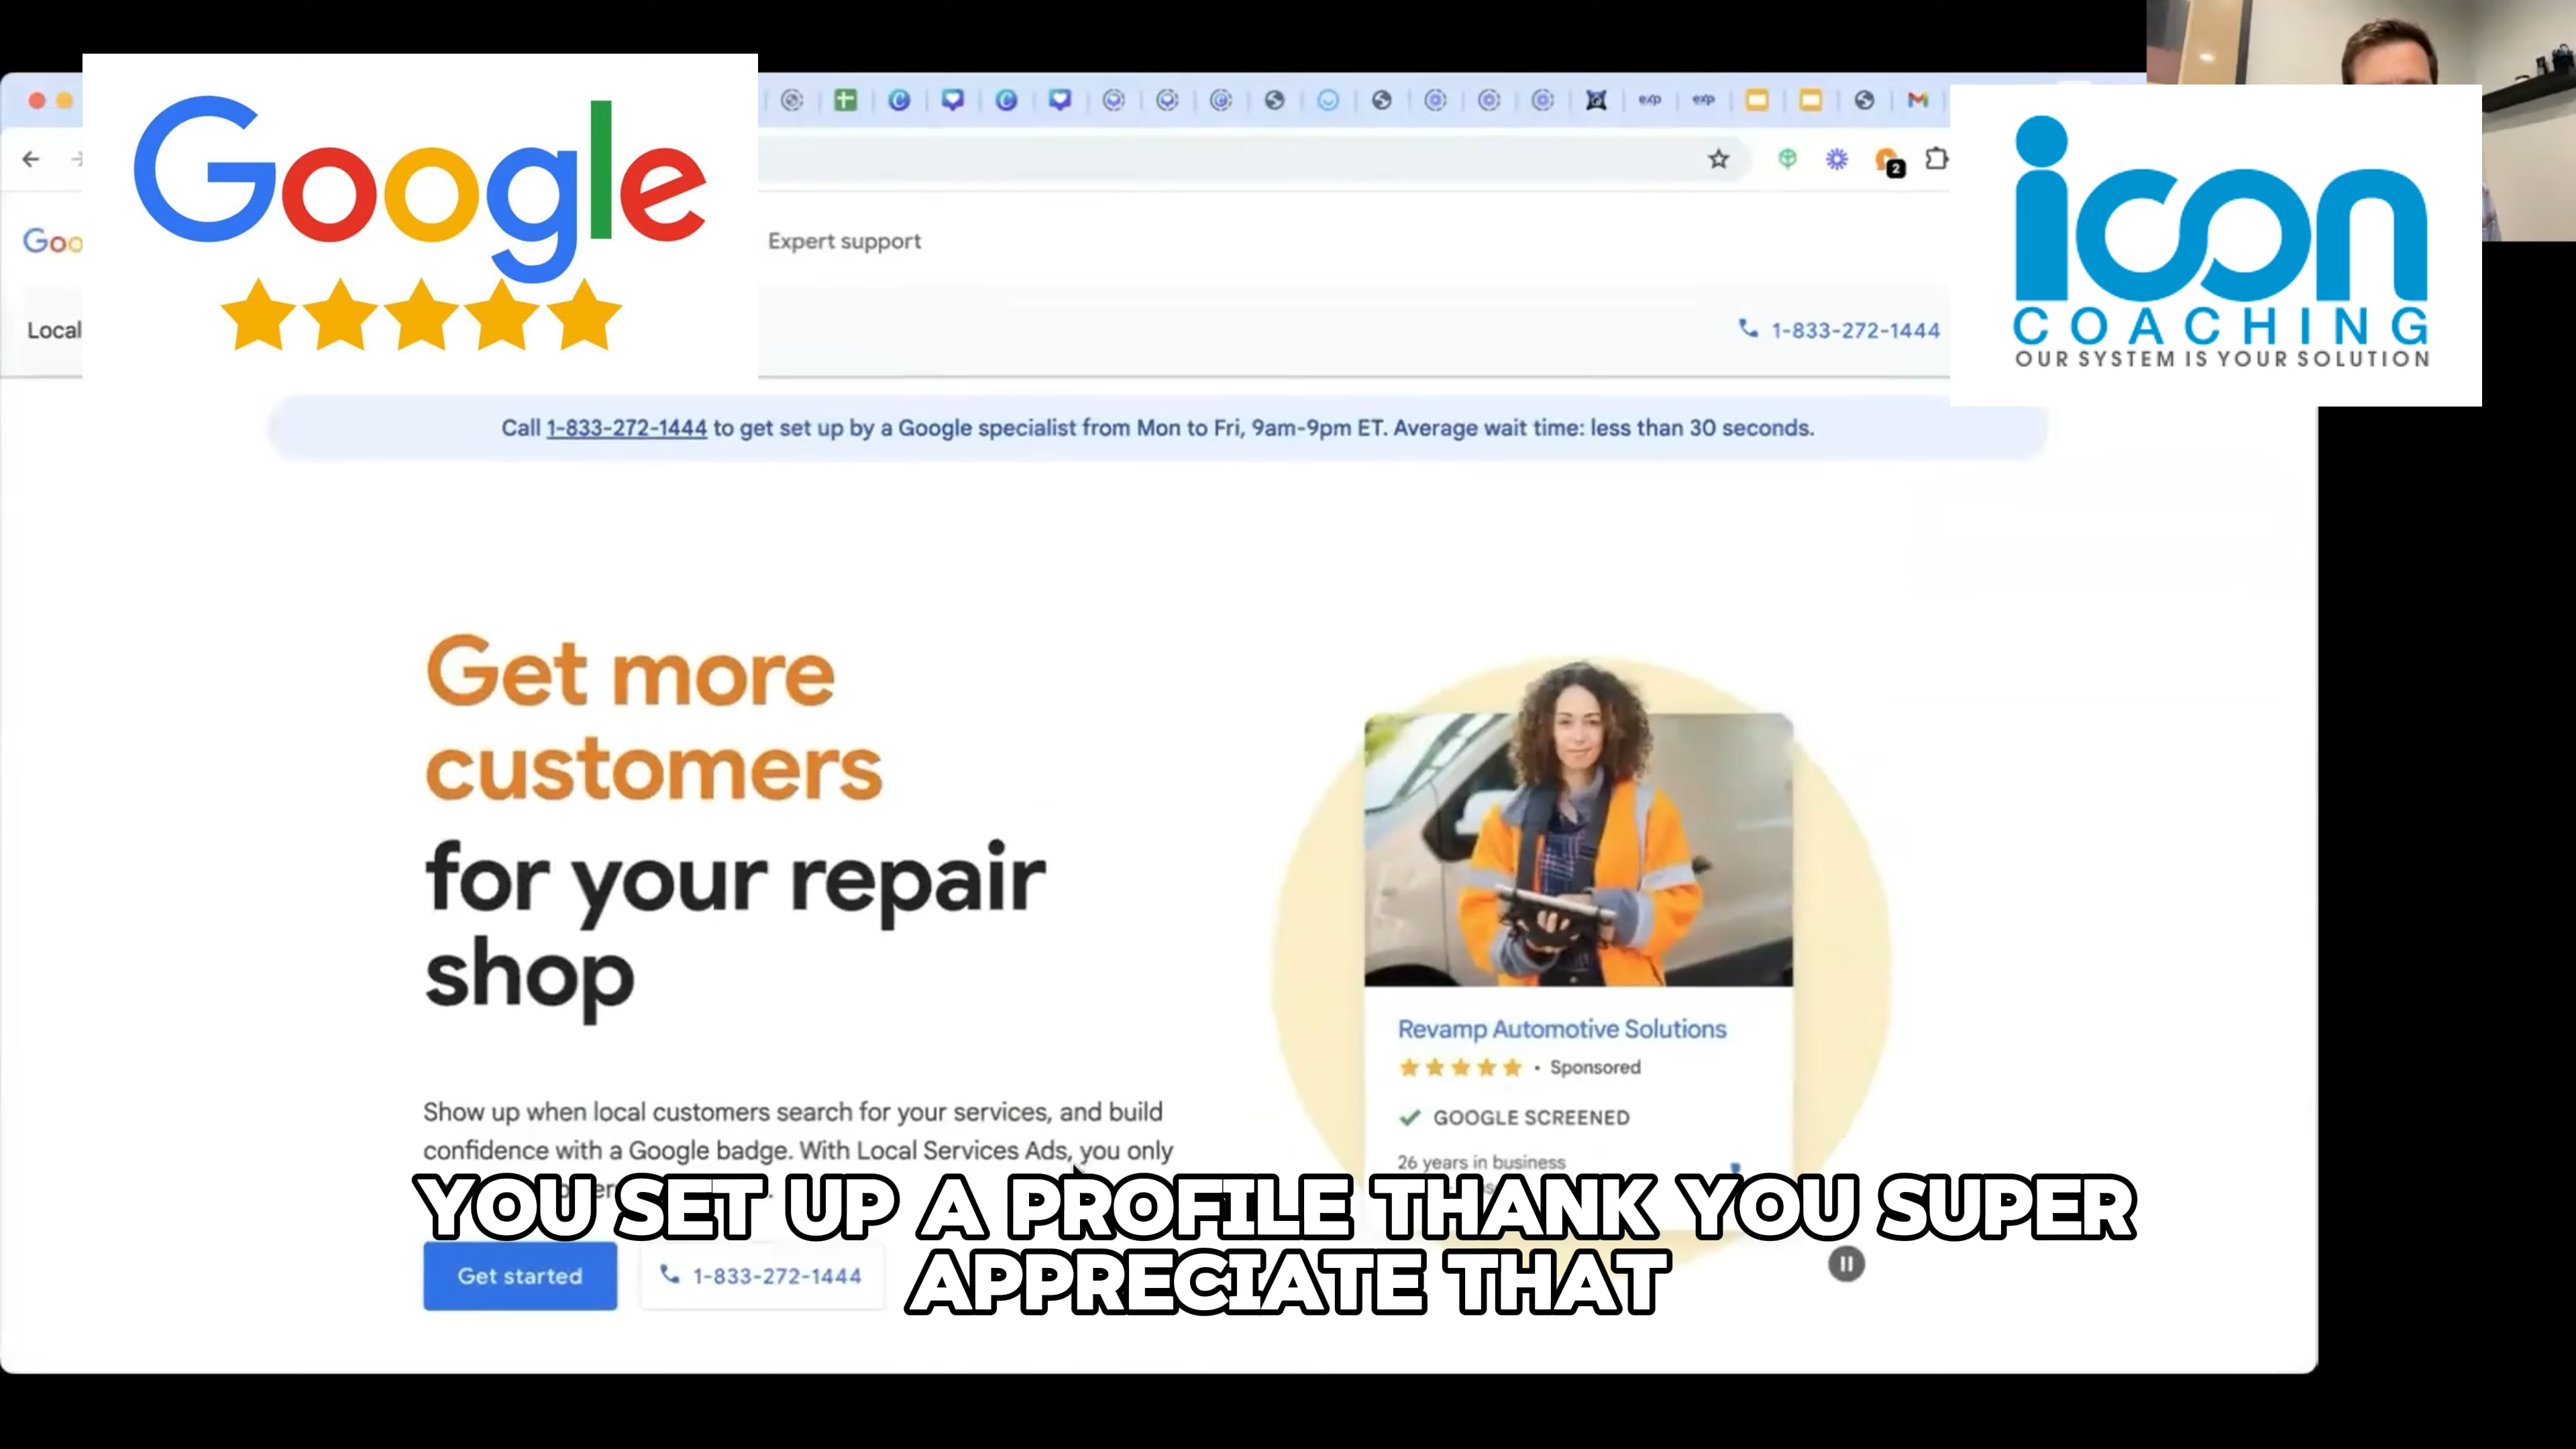 Google
exp
exp
2
icon
COACHING
OUR SYSTEM IS YOUR SOLUTION
Goo
Expert support
Local
1-833-272-1444
Call 1-833-272-1444 to get set up by a Google specialist from Mon to Fri, 9am-9pm ET. Average wait time: less than 30 seconds.
Get more
customers
for your repair
shop
Revamp Automotive Solutions
• Sponsored
GOOGLE SCREENED
26 years in business
Show up when local customers search for your services, and build
confidence with a Google badge. With Local Services Ads, you only
YOU SET UP A PROFILE THANK YOU SUPER
APPRECIATE THAT
Get started
1-833-272-1444